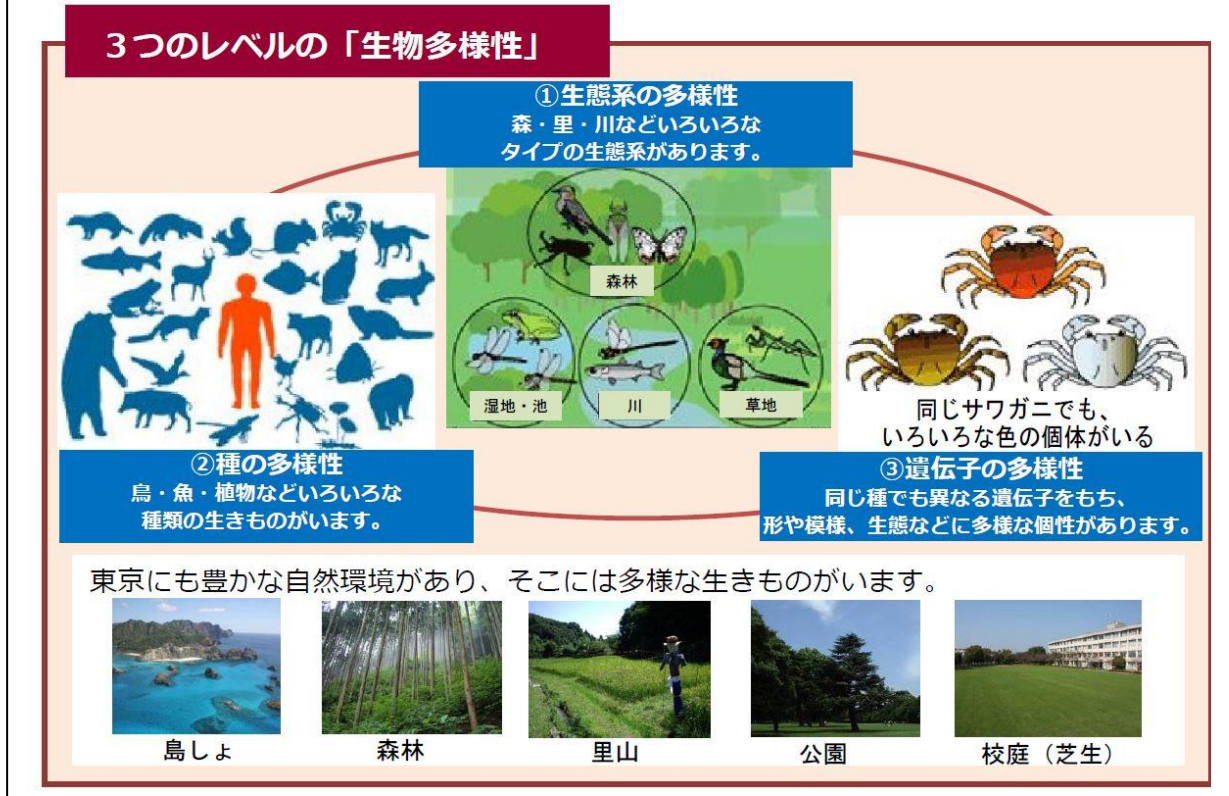 3つのレベルの「生物多様性」
①生態系の多様性
森・里・川などいろいろな
タイプの生態系があります。
森林
湿地・池
川
草地
②種の多様性
鳥・魚・植物などいろいろな
種類の生きものがいます。
同じサワガニでも、
いろいろな色の個体がいる
③遺伝子の多様性
同じ種でも異なる遺伝子をもち、
形や模様、生態などに多様な個性があります。
東京にも豊かな自然環境があり、そこには多様な生きものがいます。
島しょ
森林
里山
公園
校庭（芝生）